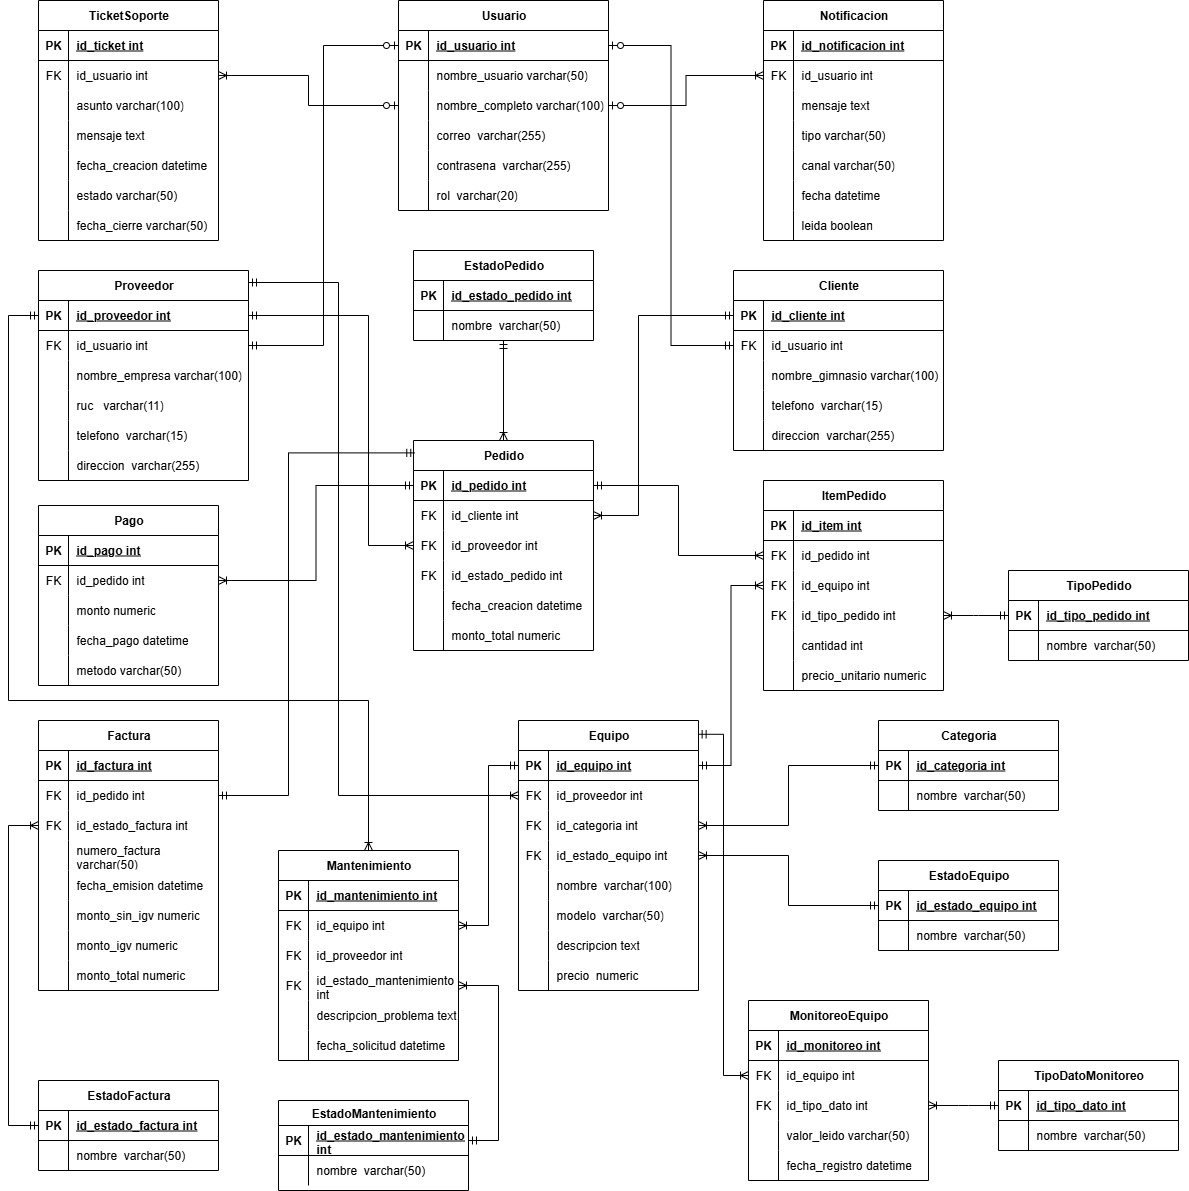 TicketSoporte
PK id_ticket int
FK id_usuario int
asunto varchar(100)
mensaje text
fecha_creacion datetime
estado varchar(50)
fecha_cierre varchar(50)
Usuario
PK id_usuario int
nombre_usuario varchar(50)
nombre_completo varchar(100)
correo varchar(255)
contrasena varchar(255)
rol varchar(20)
Notificacion
PK id_notificacion int
FK id_usuario int
mensaje text
tipo varchar(50)
canal varchar(50)
fecha datetime
leida boolean
Proveedor
PK id_proveedor int
FK id_usuario int
nombre_empresa varchar(100)
ruc varchar(11)
telefono varchar(15)
direccion varchar(255)
EstadoPedido
PK id_estado_pedido int
nombre varchar(50)
Cliente
PK id_cliente int
FK id_usuario int
nombre_gimnasio varchar(100)
telefono varchar(15)
direccion varchar(255)
Pago
PK id_pago int
FK id_pedido int
monto numeric
fecha_pago datetime
metodo varchar(50)
Pedido
PK id_pedido int
FK id_cliente int
FK id_proveedor int
FK id_estado_pedido int
fecha_creacion datetime
monto_total numeric
ItemPedido
PK id_item int
FK id_pedido int
FK id_equipo int
FK id_tipo_pedido int
cantidad int
precio_unitario numeric
TipoPedido
PK id_tipo_pedido int
nombre varchar(50)
Factura
PK id_factura int
FK id_pedido int
FK id_estado_factura int
numero_factura
varchar(50)
fecha_emision datetime
monto_sin_igv numeric
monto_igv numeric
monto_total numeric
Mantenimiento
PK id_mantenimiento int
FK id_equipo int
FK id_proveedor int
FK id_estado_mantenimiento
int
descripcion_problema text
fecha_solicitud datetime
Equipo
PK id_equipo int
FK id_proveedor int
FK id_categoria int
FK id_estado_equipo int
nombre varchar(100)
modelo varchar(50)
descripcion text
precio numeric
Categoria
PK id_categoria int
nombre varchar(50)
EstadoEquipo
PK id_estado_equipo int
nombre varchar(50)
MonitoreoEquipo
PK id_monitoreo int
FK id_equipo int
FK id_tipo_dato int
valor_leido varchar(50)
fecha_registro datetime
TipoDatoMonitoreo
PK id_tipo_dato int
nombre varchar(50)
EstadoFactura
PK id_estado_factura int
nombre varchar(50)
EstadoMantenimiento
PK id_estado_mantenimiento
int
nombre varchar(50)